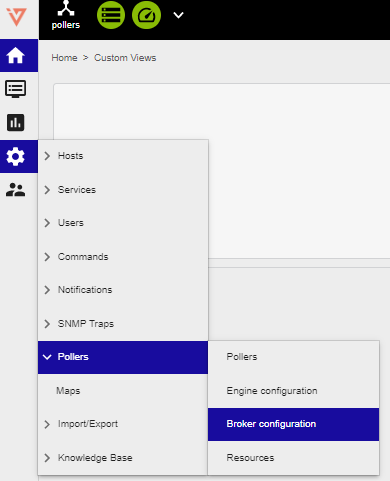 pollers
Home > Custom Views
Hosts
Services
Users
Commands
Notifications
SNMP Traps
Pollers
Maps
Import/Export
Knowledge Base
Pollers
Engine configuration
Broker configuration
Resources